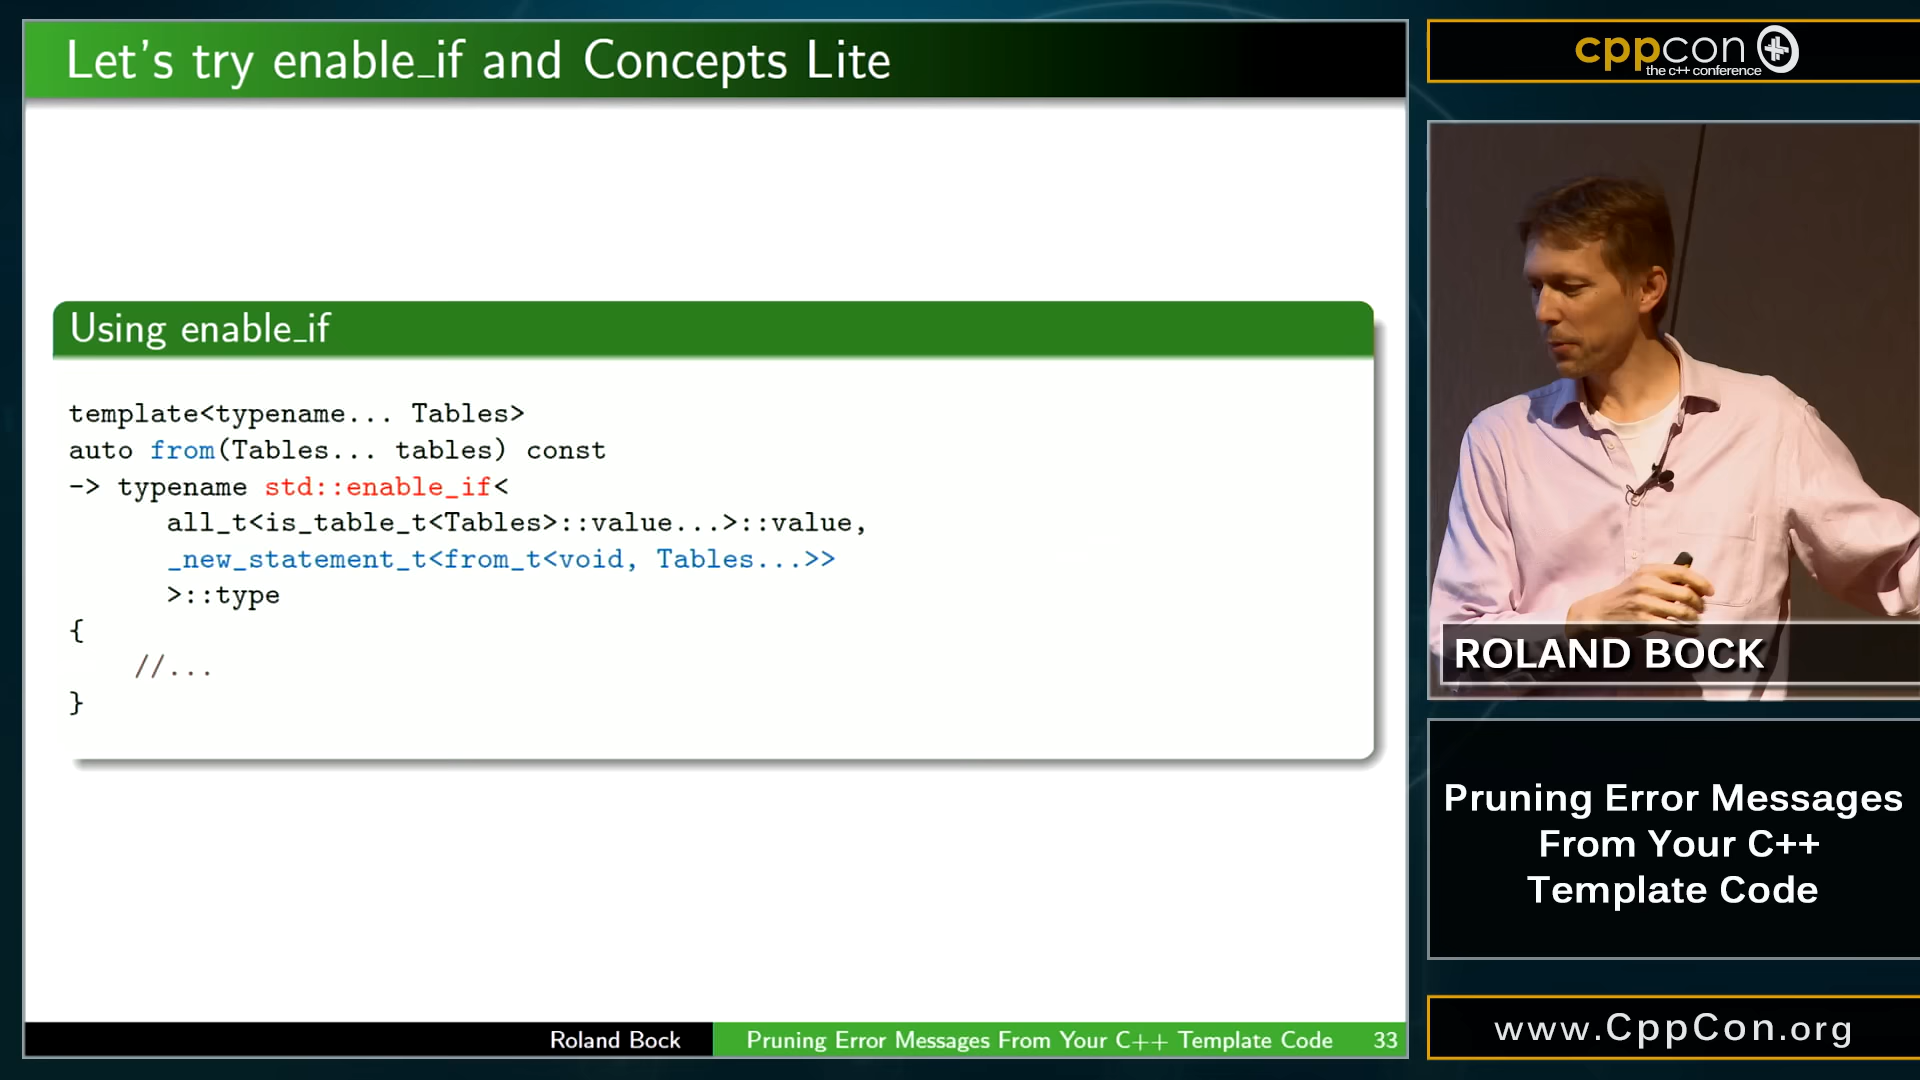 Let's try enable_if and Concepts Lite
Using enable_if
template<typename... Tables>
auto from(Tables... tables) const
-> typename std::enable_if<
all_t<is_table_t<Tables>::value...>::value,
_new_statement_t<from_t<void, Tables...>>
>::type
{
//...
}
Roland Bock
Pruning Error Messages From Your C++ Template Code 33
cppcon
the c++ conference
ROLAND BOCK
Pruning Error Messages
From Your C++
Template Code
www.CppCon.org